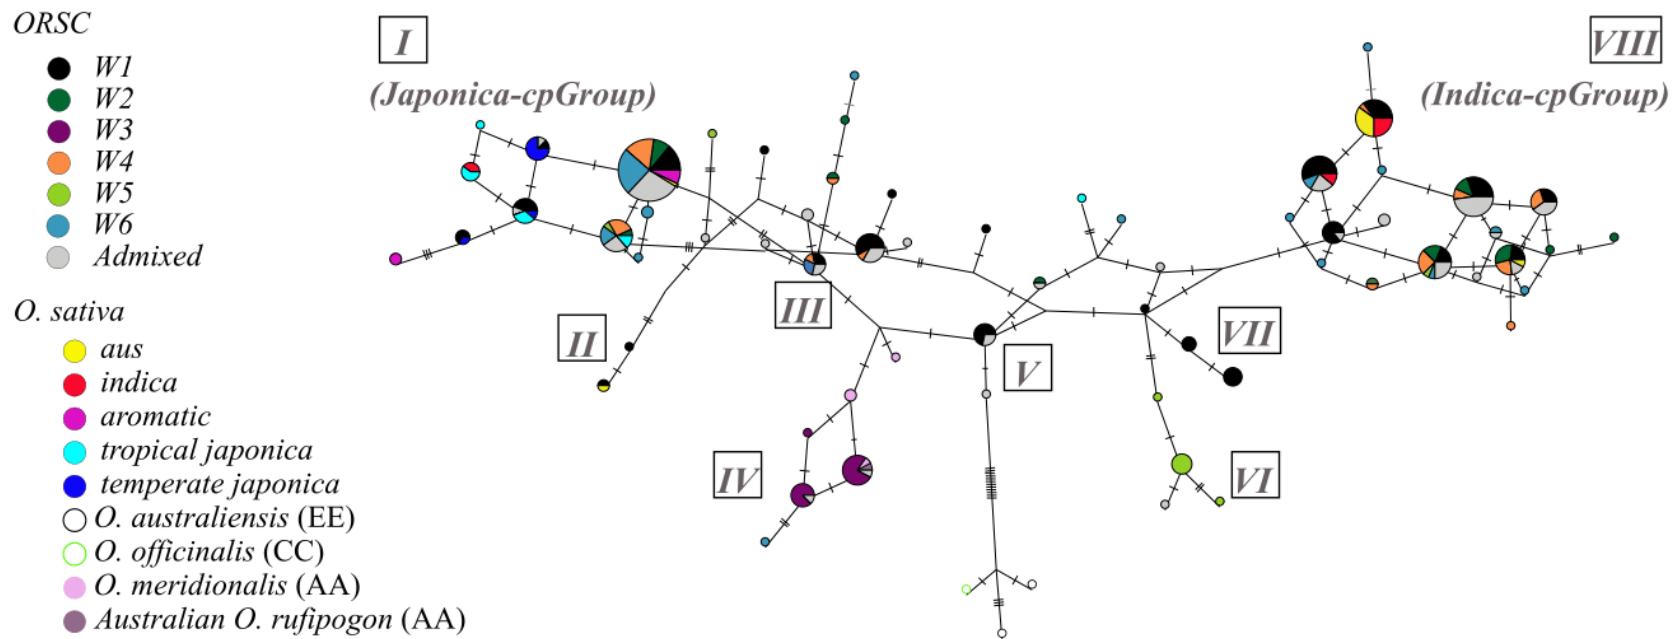 ORSC
W1
W2
W3
W4
W5
W6
Admixed
O. sativa
aus
indica
aromatic
tropical japonica
temperate japonica
O. australiensis (EE)
O. officinalis (CC)
O. meridionalis (AA)
Australian O. rufipogon (AA)
I
(Japonica-cpGroup)
VIII
(Indica-cpGroup)
II
III
IV
V
VI
VII